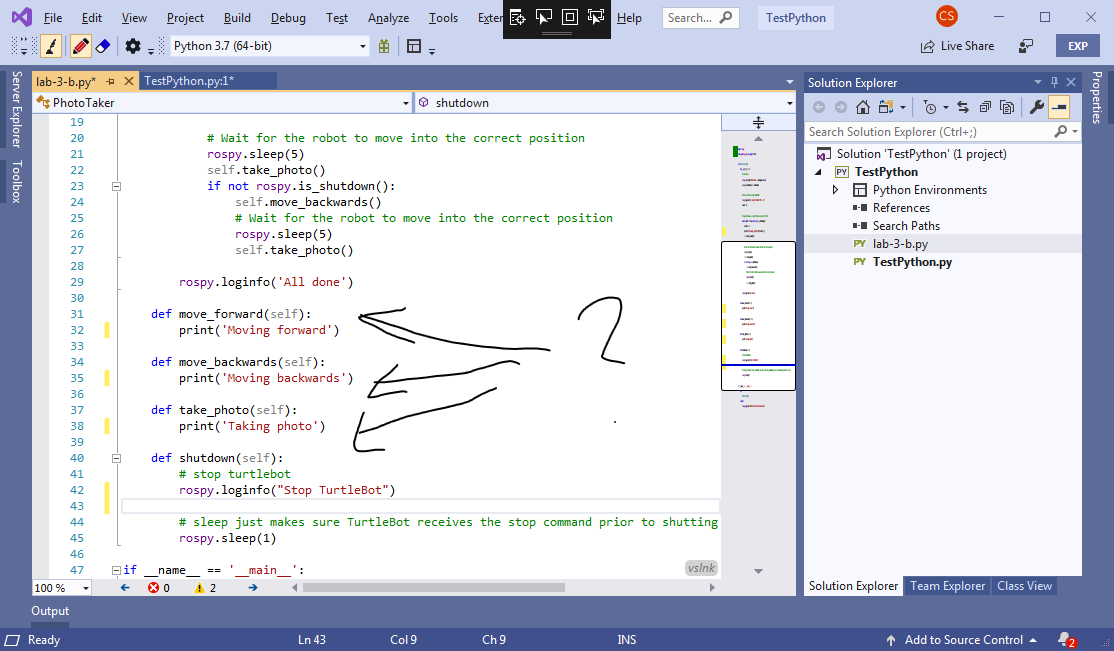 File Edit View Project Build Debug Test Analyze Tools Exter Help Search... TestPython CS
Python 3.7 (64-bit) Live Share EXP
Server Explorer
Toolbox
lab-3-b.py* TestPython.py:1*
PhotoTaker shutdown
19
20 # Wait for the robot to move into the correct position
21 rospy.sleep(5)
22 self.take_photo()
23 if not rospy.is_shutdown():
24 self.move_backwards()
25 # Wait for the robot to move into the correct position
26 rospy.sleep(5)
27 self.take_photo()
28
29 rospy.loginfo('All done')
30
31 def move_forward(self):
32 print('Moving forward')
33
34 def move_backwards(self):
35 print('Moving backwards')
36
37 def take_photo(self):
38 print('Taking photo')
39
40 def shutdown(self):
41 # stop turtlebot
42 rospy.loginfo("Stop TurtleBot")
43
44 # sleep just makes sure TurtleBot receives the stop command prior to shutting
45 rospy.sleep(1)
46
47 if __name__ == '__main__':
?
vslnk
100 % 0 2
Solution Explorer
Search Solution Explorer (Ctrl+;)
Solution 'TestPython' (1 project)
PY TestPython
Python Environments
References
Search Paths
PY lab-3-b.py
PY TestPython.py
Solution Explorer Team Explorer Class View
Properties
Output
Ready Ln 43 Col 9 Ch 9 INS Add to Source Control 2